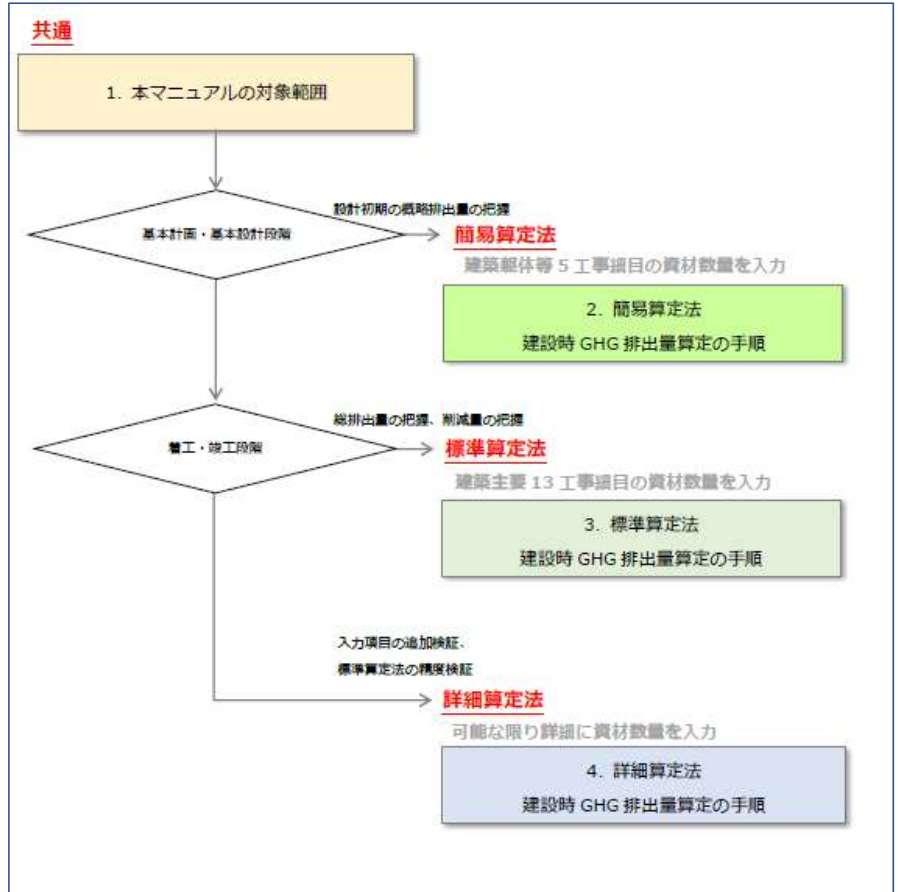 共通
1. 本マニュアルの対象範囲
設計初期の概略排出量の把握
基本計画・基本設計段階
簡易算定法
建築躯体等 5 工事細目の資材数量を入力
2. 簡易算定法
建設時 GHG 排出量算定の手順
総排出量の把握、削減量の把握
着工・竣工段階
標準算定法
建築主要 13 工事細目の資材数量を入力
3. 標準算定法
建設時 GHG 排出量算定の手順
入力項目の追加検証、
標準算定法の精度検証
詳細算定法
可能な限り詳細に資材数量を入力
4. 詳細算定法
建設時 GHG 排出量算定の手順